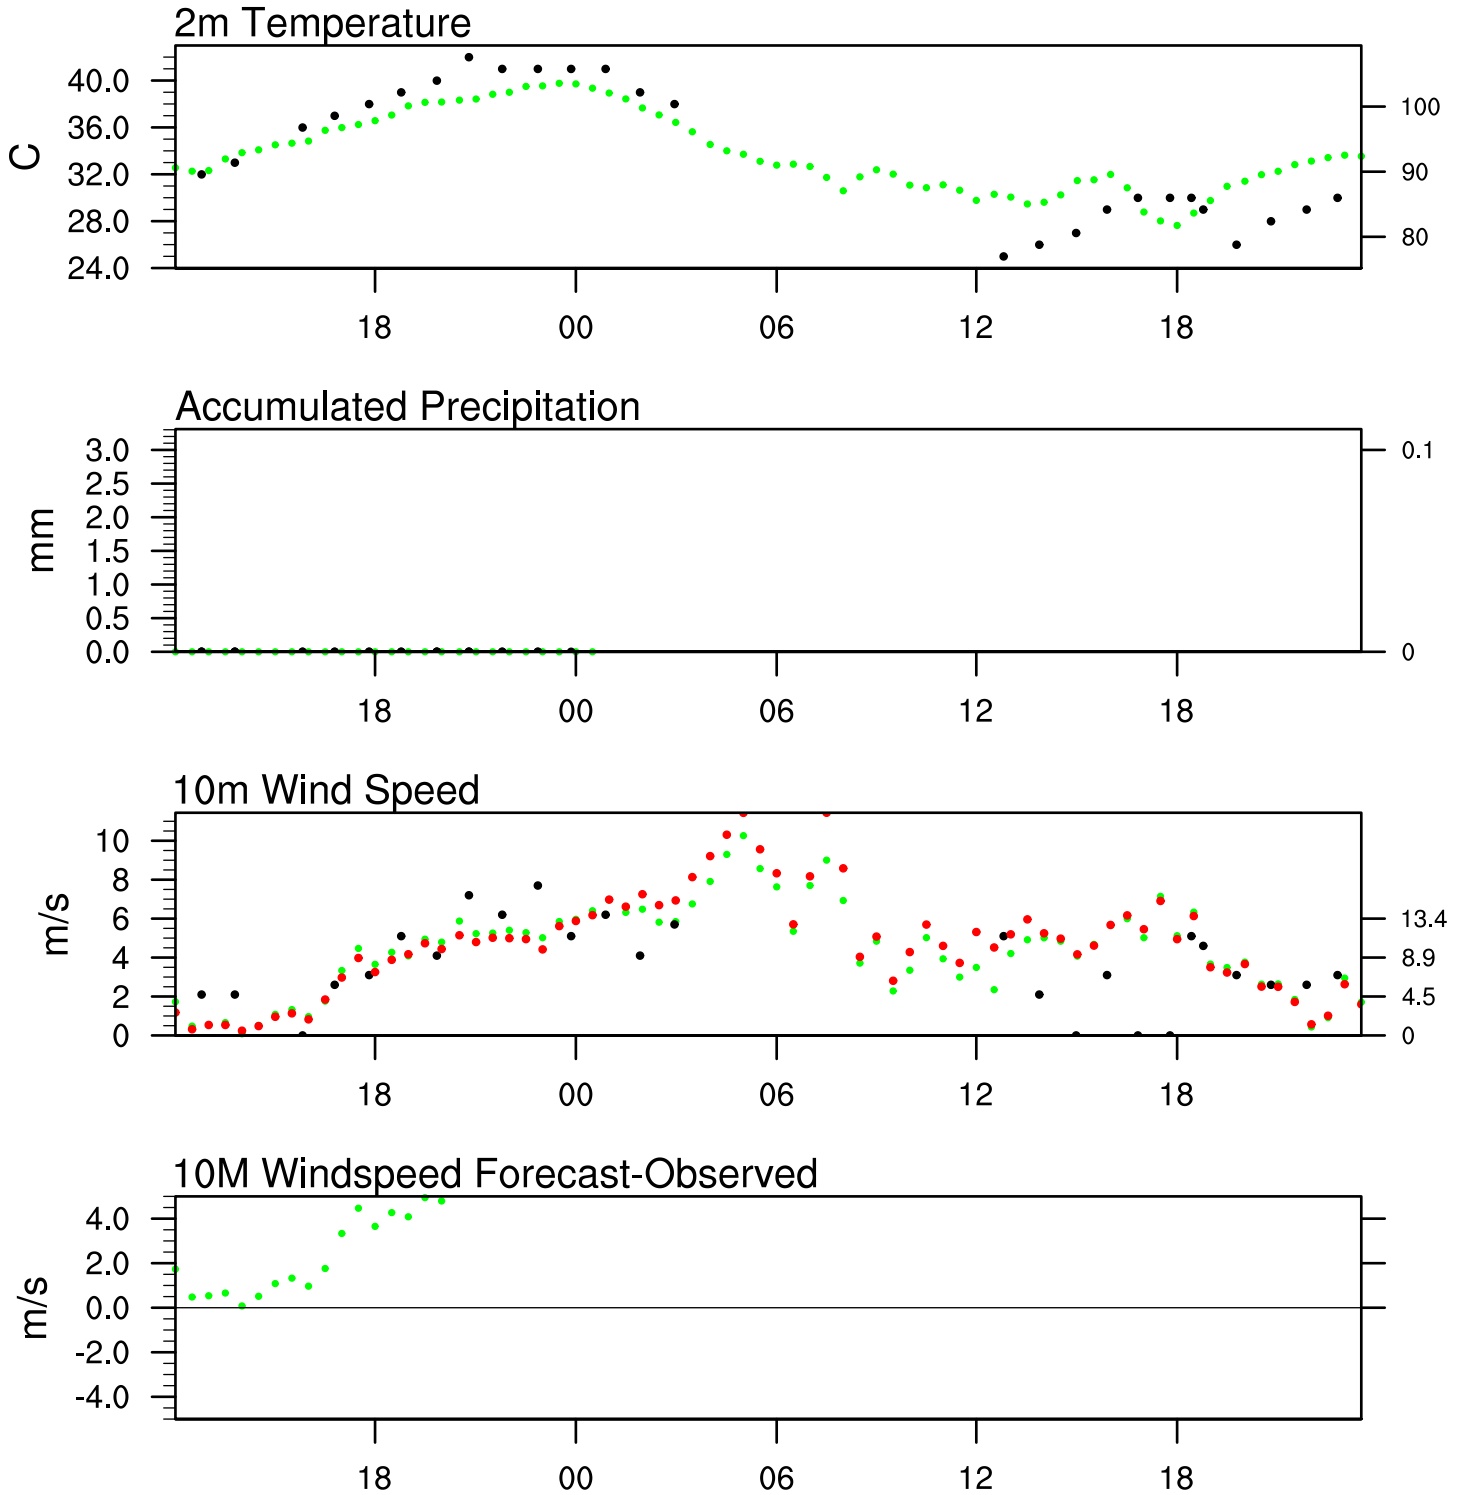 2m Temperature
40.0
36.0
32.0
28.0
24.0
C
100
90
80
18 00 06 12 18
Accumulated Precipitation
3.0
2.5
2.0
1.5
1.0
0.5
0.0
mm
0.1
0
18 00 06 12 18
10m Wind Speed
10
8
6
4
2
0
m/s
13.4
8.9
4.5
0
18 00 06 12 18
10M Windspeed Forecast-Observed
4.0
2.0
0.0
-2.0
-4.0
m/s
18 00 06 12 18